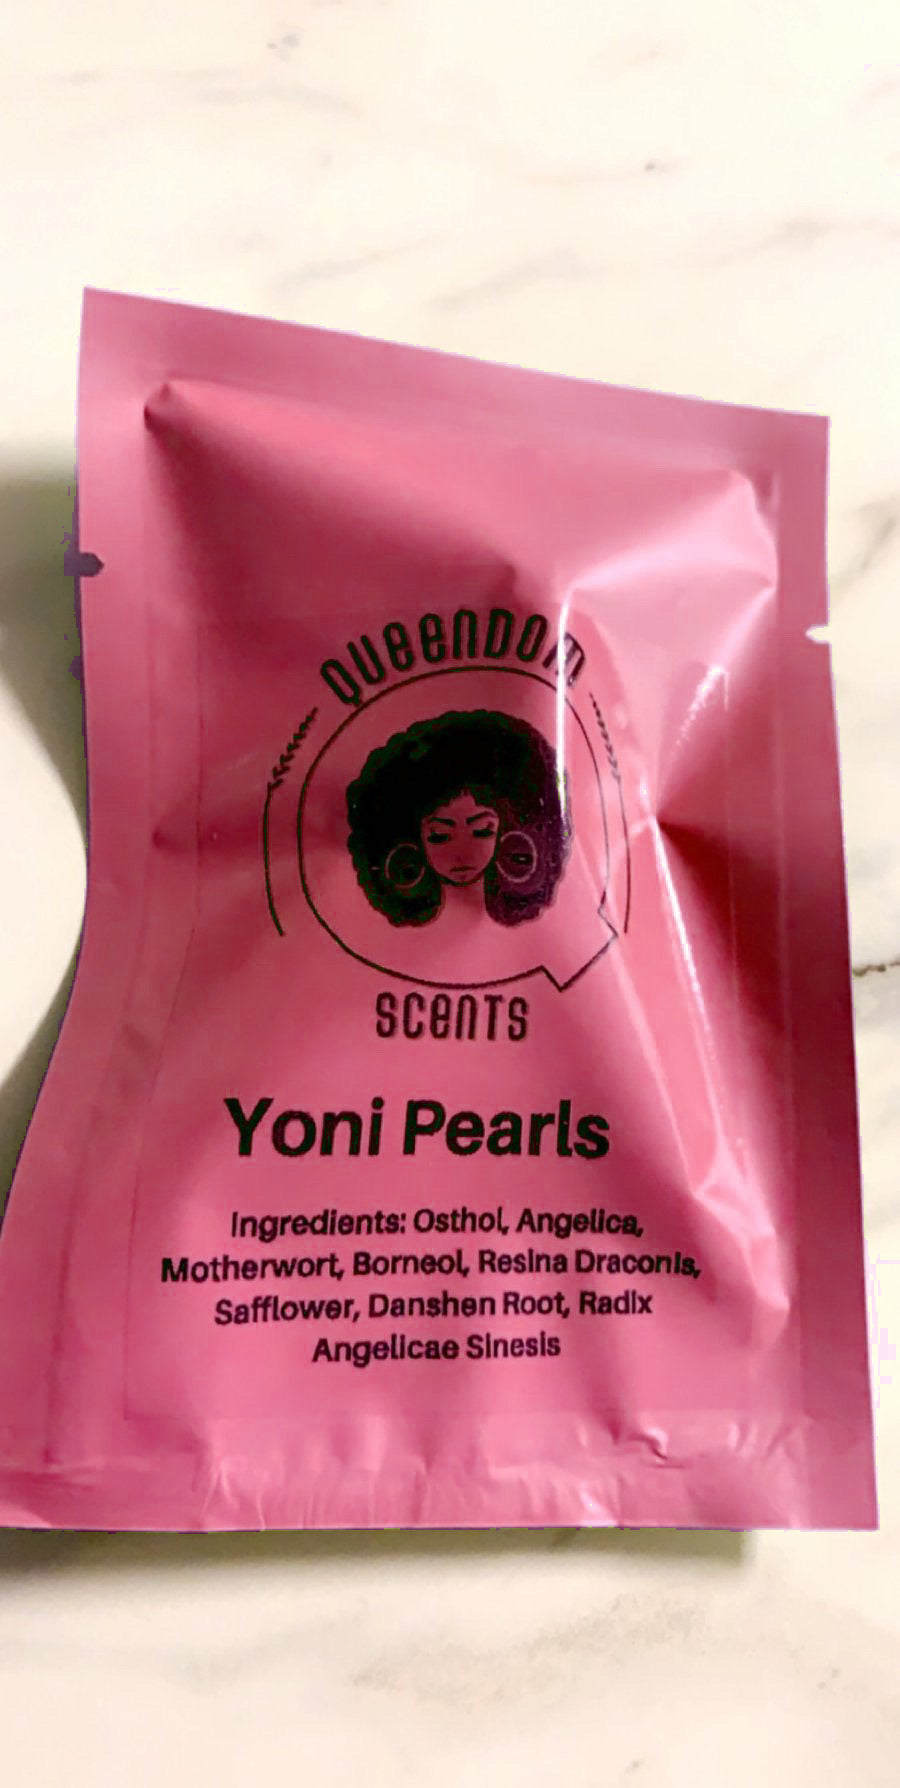 QUEENDOM
SCENTS
Yoni Pearls
Ingredients: Osthol, Angelica,
Motherwort, Borneol, Resina Draconis,
Safflower, Danshen Root, Radix
Angelicae Sinesis